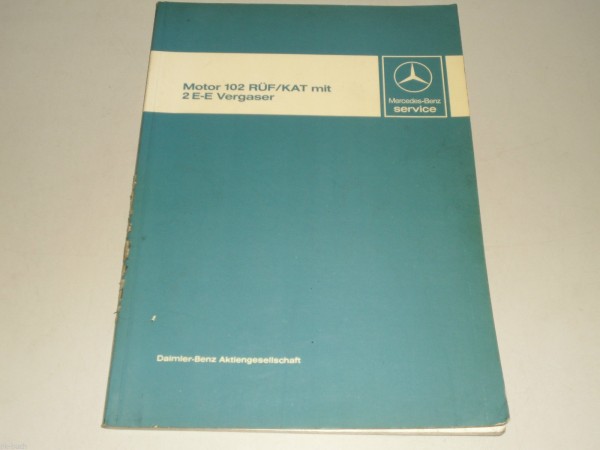 Motor 102 RÜF/KAT mit
2 E-E Vergaser
Mercedes-Benz
service
Daimler-Benz Aktiengesellschaft